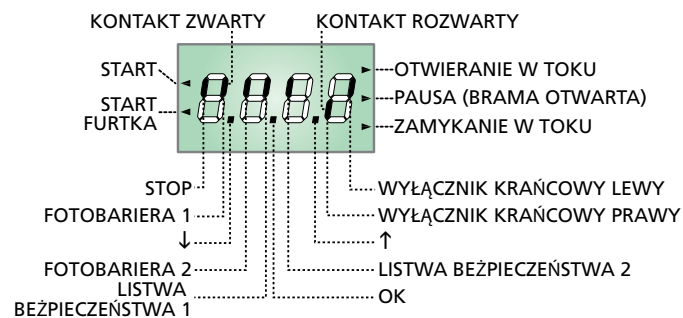 KONTAKT ZWARTY
KONTAKT ROZWARTY
START
OTWIERANIE W TOKU
START
FURTKA
PAUSA (BRAMA OTWARTA)
ZAMYKANIE W TOKU
STOP
WYŁĄCZNIK KRAŃCOWY LEWY
FOTOBARIERA 1
WYŁĄCZNIK KRAŃCOWY PRAWY
↓
↑
FOTOBARIERA 2
LISTWA BEŻPIECZEŃSTWA 2
LISTWA
BEŻPIECZEŃSTWA 1
OK